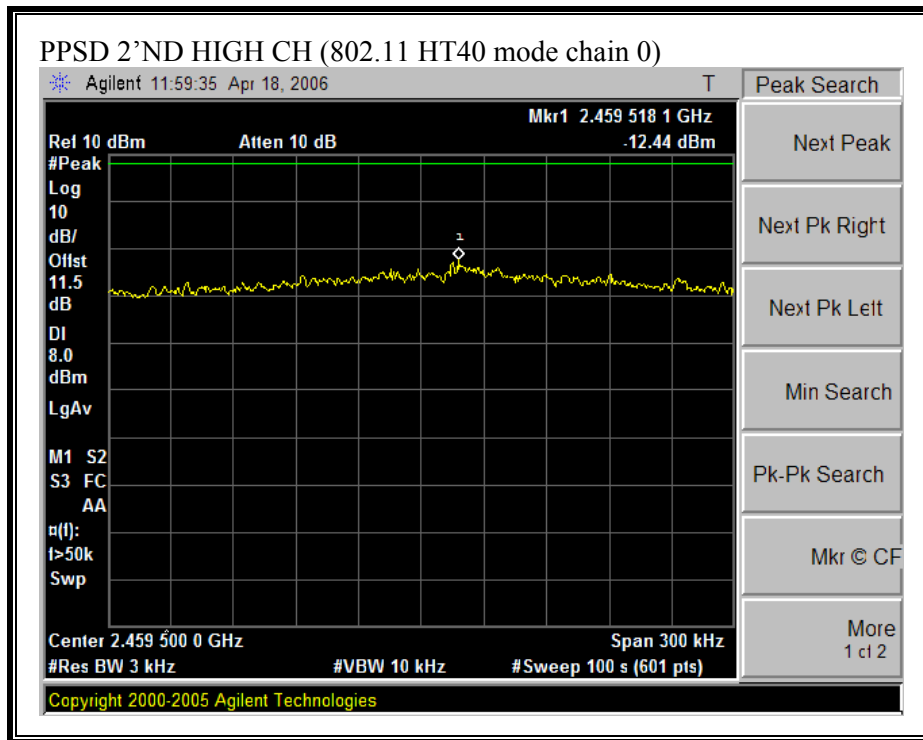 PPSD 2’ND HIGH CH (802.11 HT40 mode chain 0)
Agilent 11:59:35 Apr 18, 2006 T
Peak Search
Mkr1 2.459 518 1 GHz
Ref 10 dBm Atten 10 dB -12.44 dBm
#Peak
Log
10
dB/
Offst
11.5
dB
DI
8.0
dBm
LgAv
M1 S2
S3 FC
AA
¤(f):
f>50k
Swp
1
Center 2.459 500 0 GHz Span 300 kHz
#Res BW 3 kHz #VBW 10 kHz #Sweep 100 s (601 pts)
Copyright 2000-2005 Agilent Technologies
Next Peak
Next Pk Right
Next Pk Left
Min Search
Pk-Pk Search
Mkr © CF
More
1 of 2